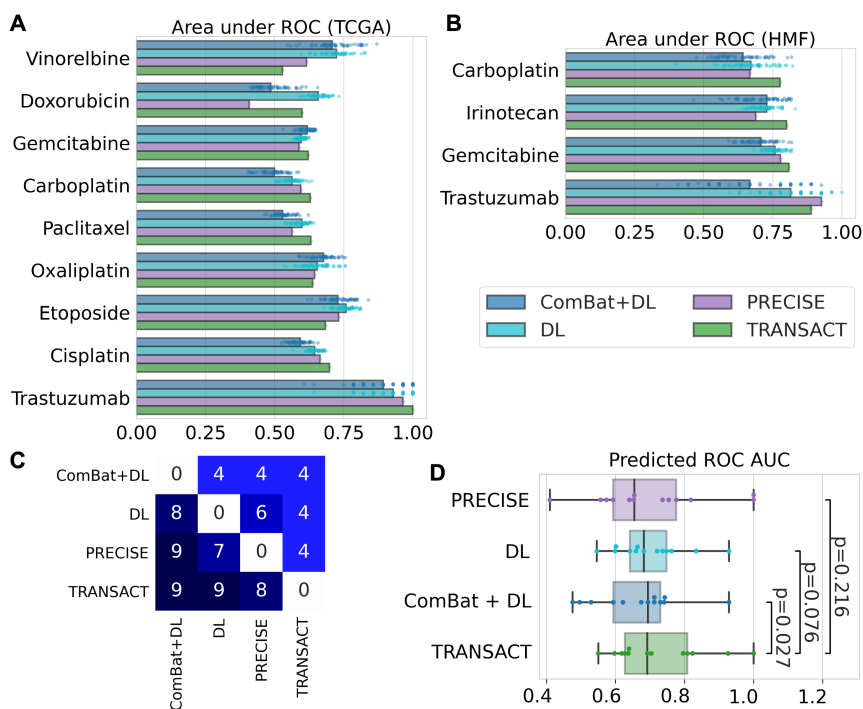 A
Area under ROC (TCGA)
Vinorelbine
Doxorubicin
Gemcitabine
Carboplatin
Paclitaxel
Oxaliplatin
Etoposide
Cisplatin
Trastuzumab
0.00 0.25 0.50 0.75 1.00
B
Area under ROC (HMF)
Carboplatin
Irinotecan
Gemcitabine
Trastuzumab
0.00 0.25 0.50 0.75 1.00
ComBat+DL PRECISE
DL TRANSACT
C
ComBat+DL 0 4 4 4
DL 8 0 6 4
PRECISE 9 7 0 4
TRANSACT 9 9 8 0
ComBat+DL DL PRECISE TRANSACT
D
Predicted ROC AUC
PRECISE
DL
ComBat + DL
TRANSACT
p=0.027
p=0.076
p=0.216
0.4 0.6 0.8 1.0 1.2